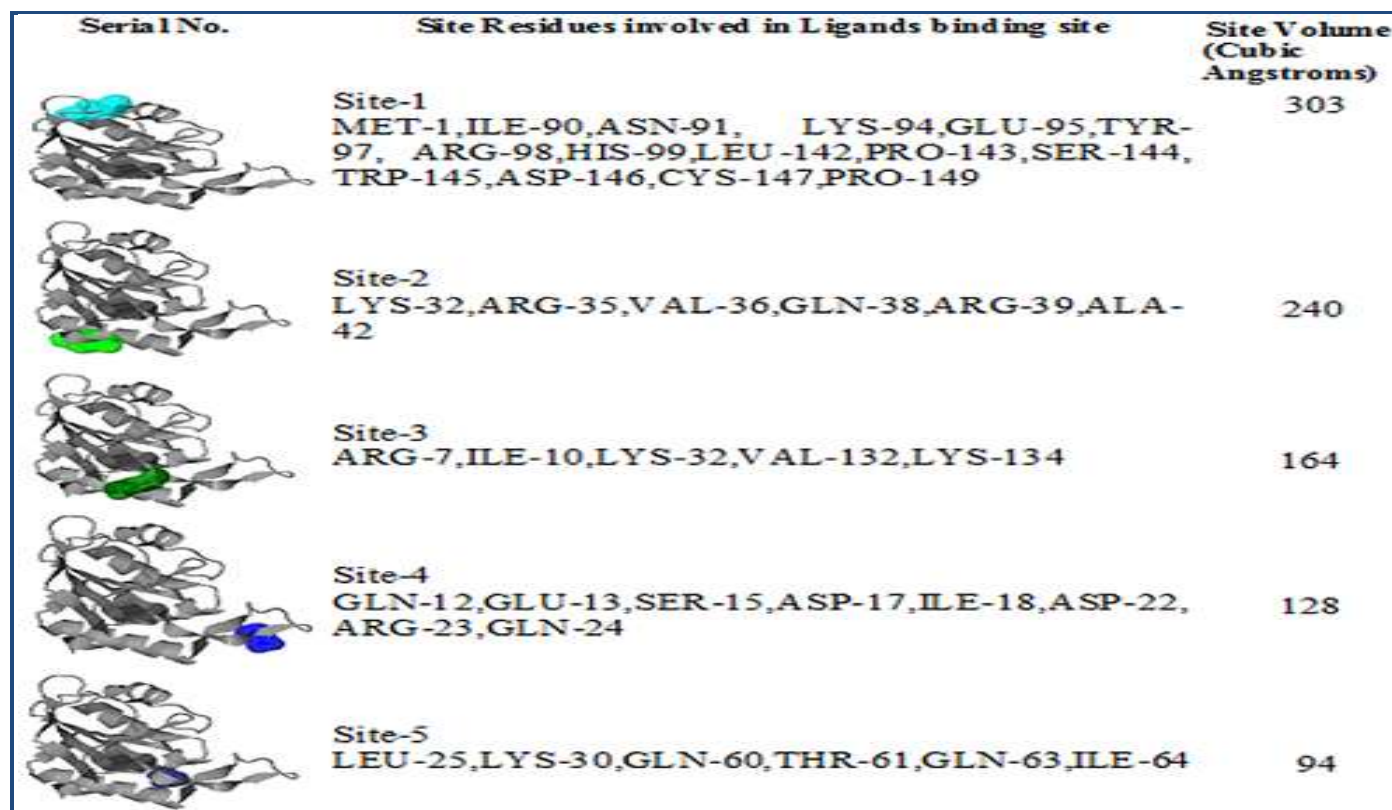 Serial No. Site Residues involved in Ligands binding site Site Volume
(Cubic
Angstroms)
Site-1 303
MET-1,ILE-90,ASN-91, LYS-94,GLU-95,TYR-
97, ARG-98,HIS-99,LEU-142,PRO-143,SER-144,
TRP-145,ASP-146,CYS-147,PRO-149
Site-2
LYS-32,ARG-35,VAL-36,GLN-38,ARG-39,ALA- 240
42
Site-3
ARG-7,ILE-10,LYS-32,VAL-132,LYS-134 164
Site-4
GLN-12,GLU-13,SER-15,ASP-17,ILE-18,ASP-22, 128
ARG-23,GLN-24
Site-5
LEU-25,LYS-30,GLN-60,THR-61,GLN-63,ILE-64 94